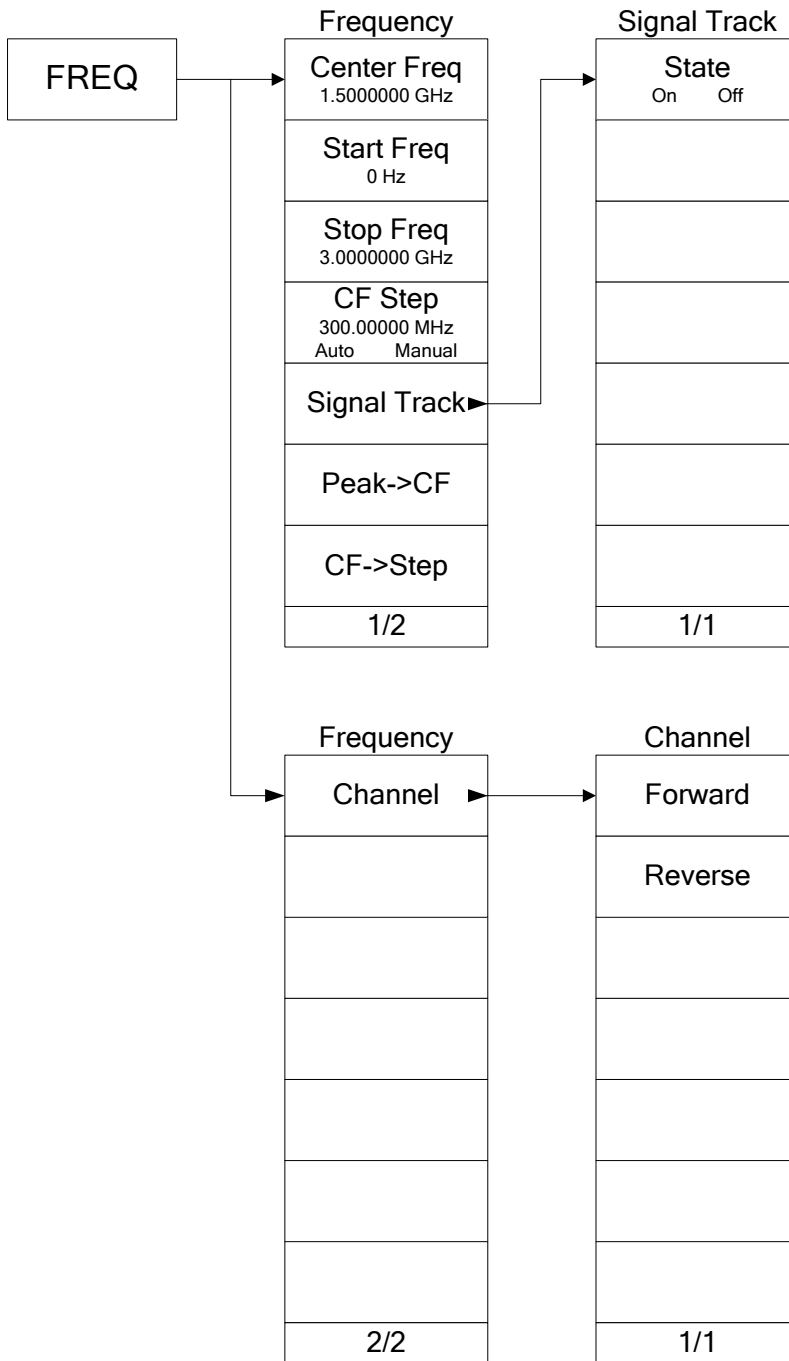 FREQ
Frequency
Center Freq
1.5000000 GHz
Start Freq
0 Hz
Stop Freq
3.0000000 GHz
CF Step
300.00000 MHz
Auto Manual
Signal Track
Peak->CF
CF->Step
1/2
Signal Track
State
On Off
1/1
Frequency
Channel
2/2
Channel
Forward
Reverse
1/1